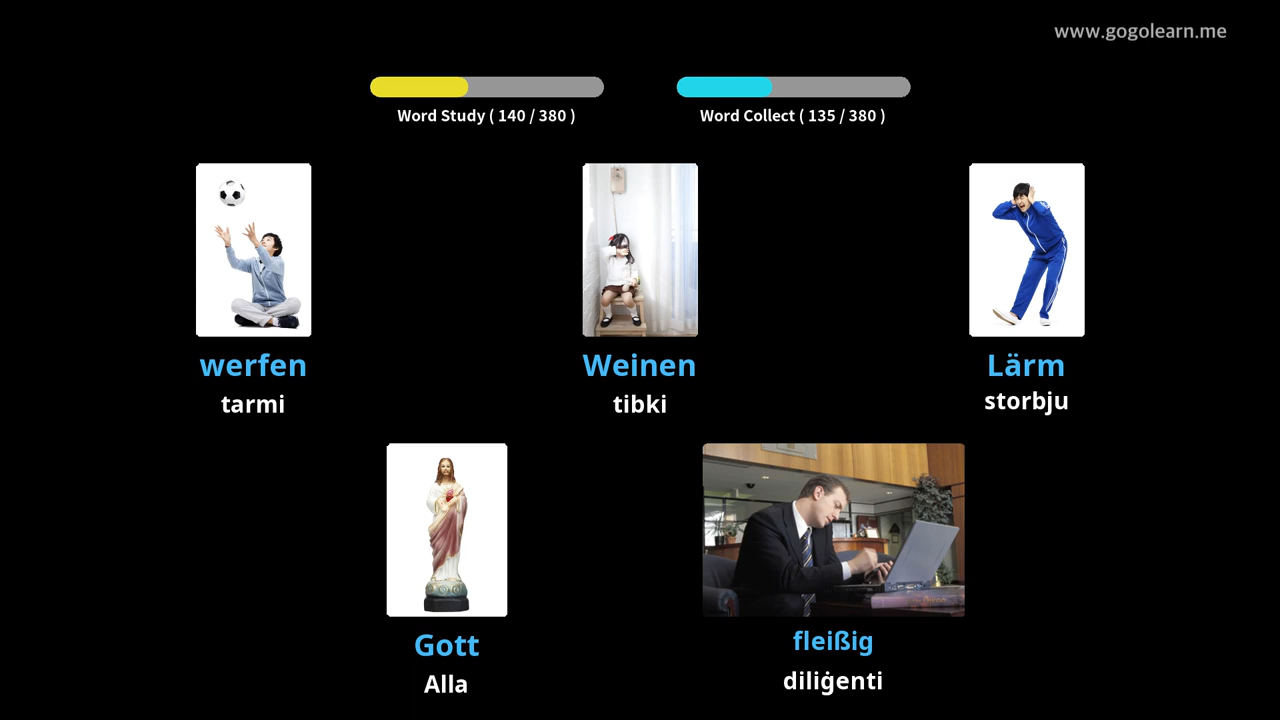 www.gogolearn.me
Word Study ( 140 / 380 )
Word Collect ( 135 / 380 )
werfen
tarmi
Weinen
tibki
Lärm
storbju
Gott
Alla
fleißig
diliġenti